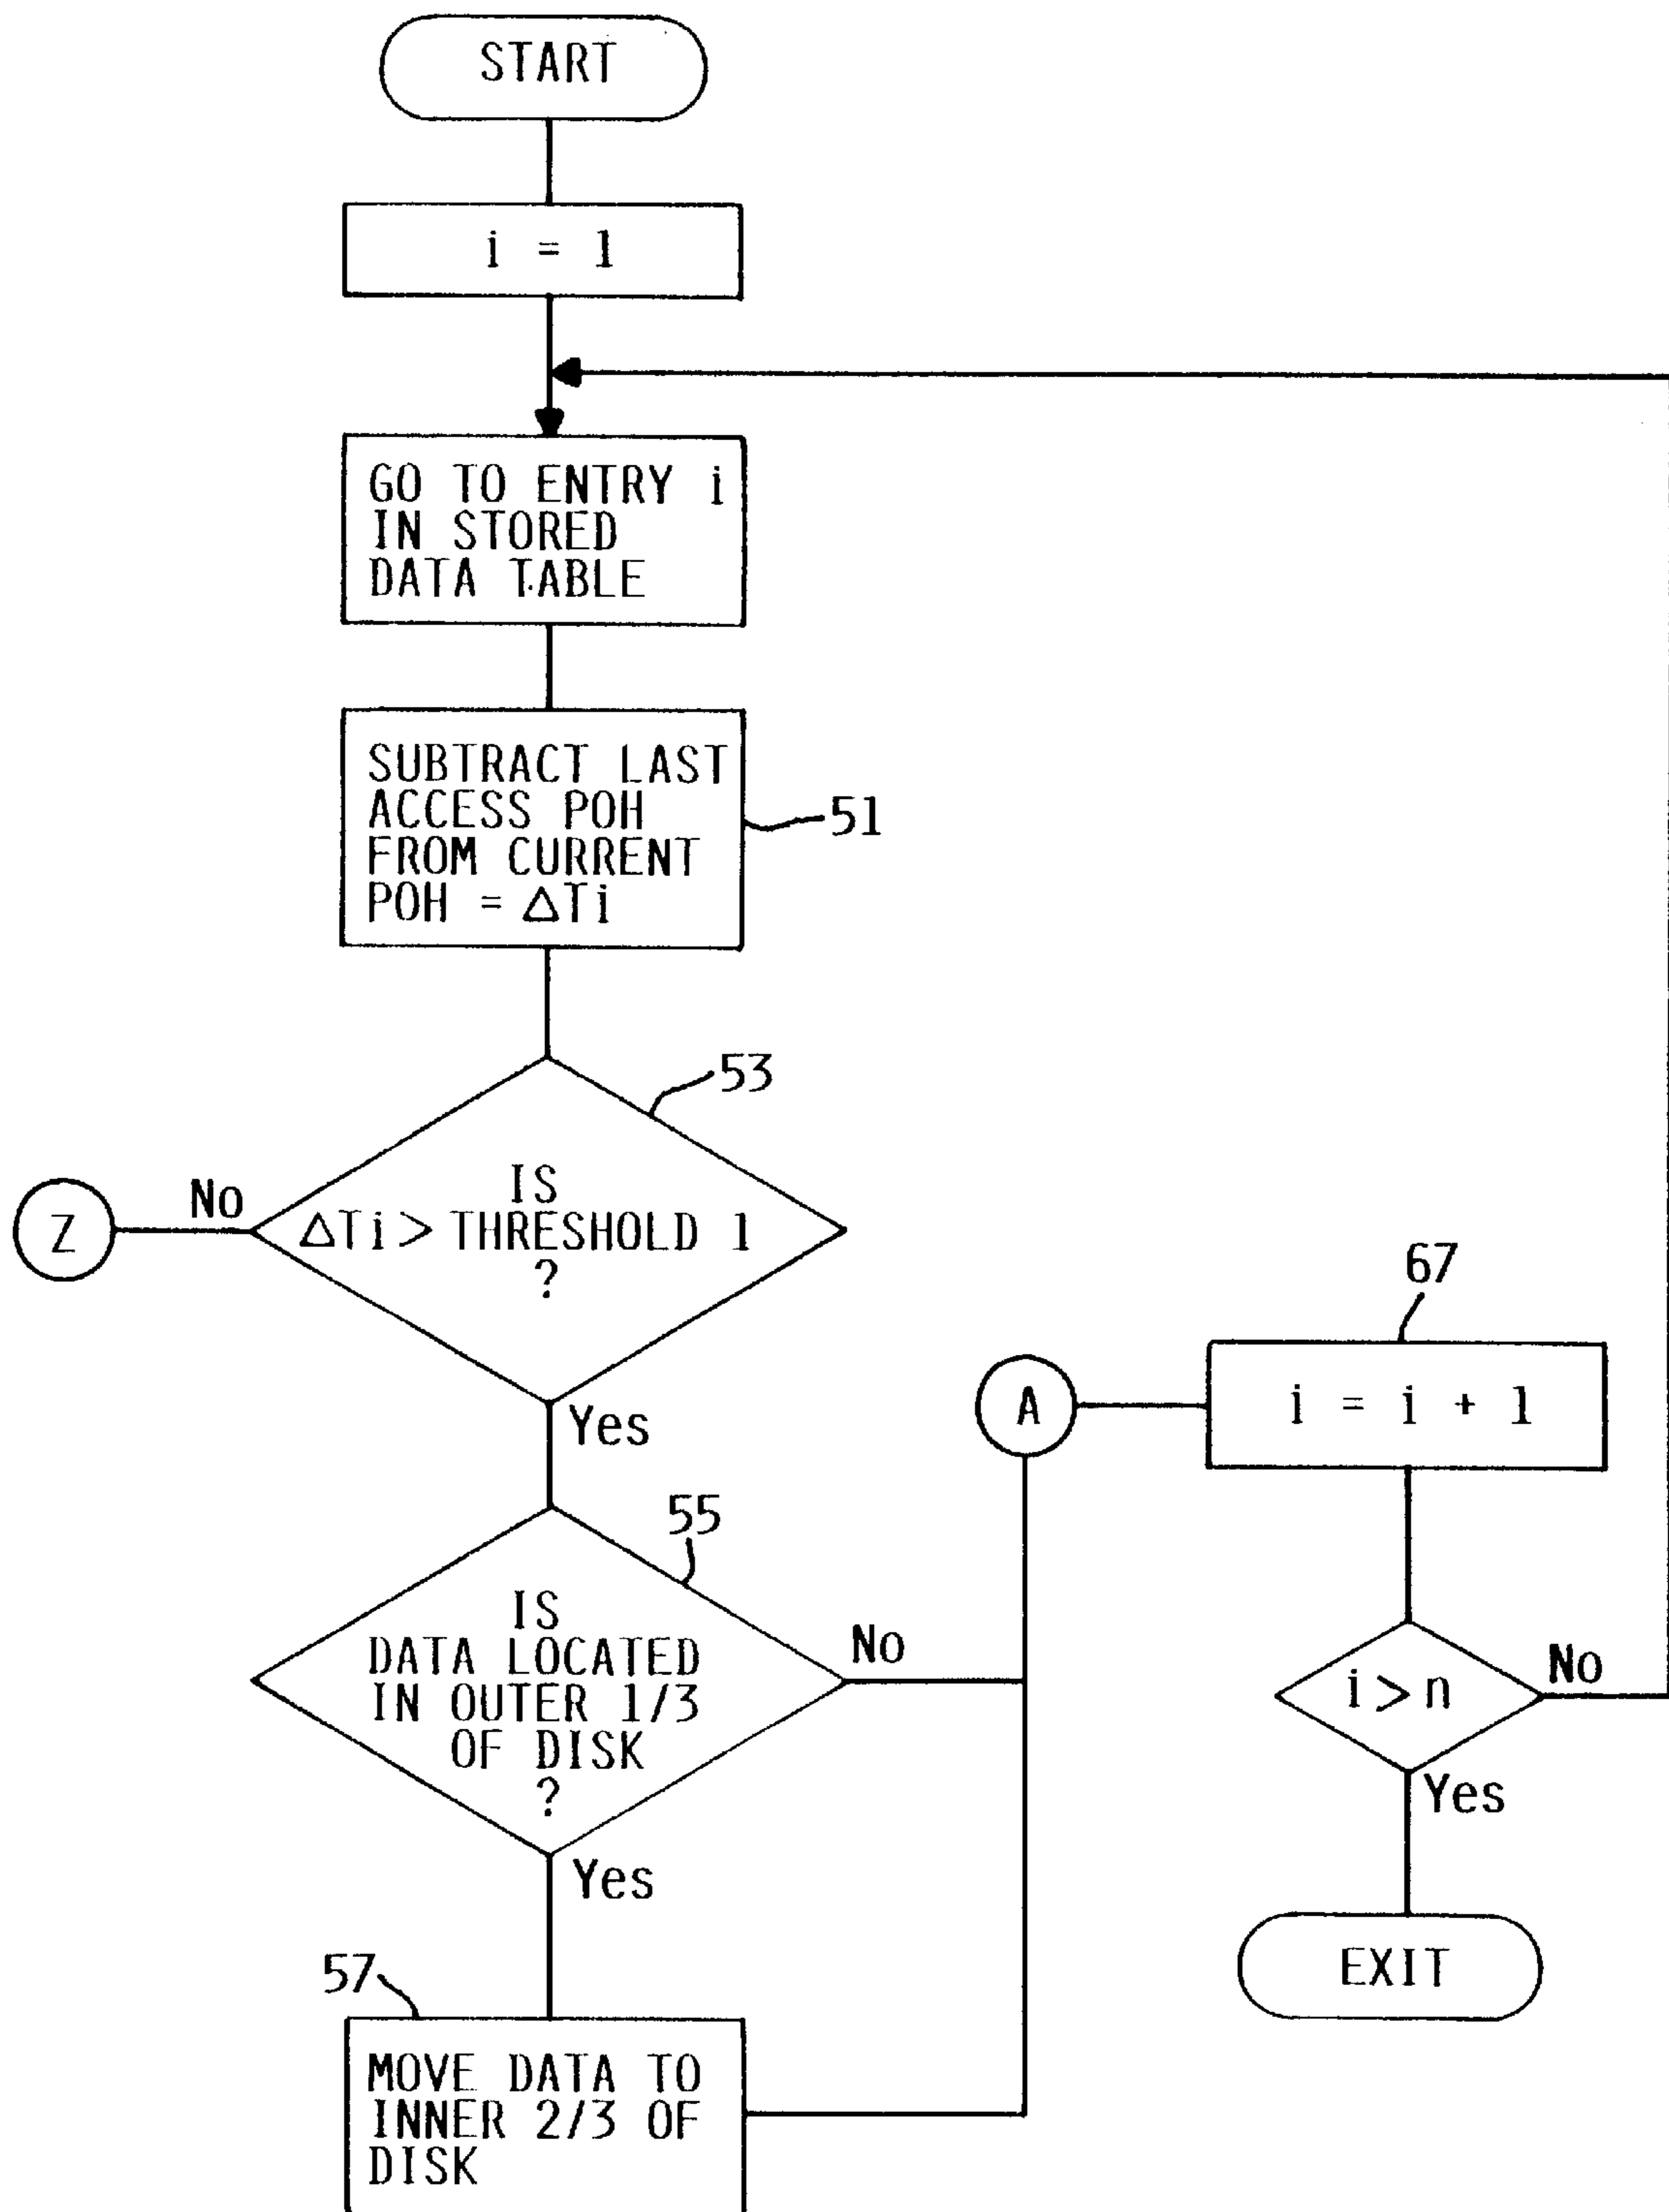 START
i = 1
GO TO ENTRY i
IN STORED
DATA TABLE
SUBTRACT LAST
ACCESS POH
FROM CURRENT
POH = △Ti
51
53
IS
△Ti > THRESHOLD 1
?
No
Z
Yes
55
IS
DATA LOCATED
IN OUTER 1/3
OF DISK
?
No
Yes
57
MOVE DATA TO
INNER 2/3 OF
DISK
A
67
i = i + 1
i > n
No
Yes
EXIT